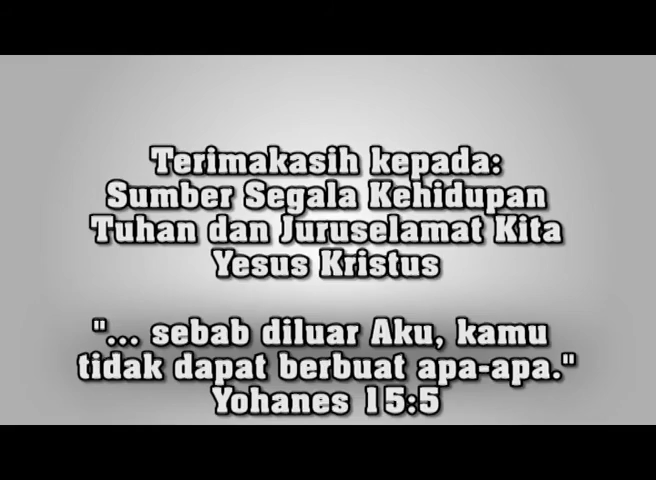 Terimakasih kepada:
Sumber Segala Kehidupan
Tuhan dan Juruselamat Kita
Yesus Kristus
"... sebab diluar Aku, kamu
tidak dapat berbuat apa-apa."
Yohanes 15:5